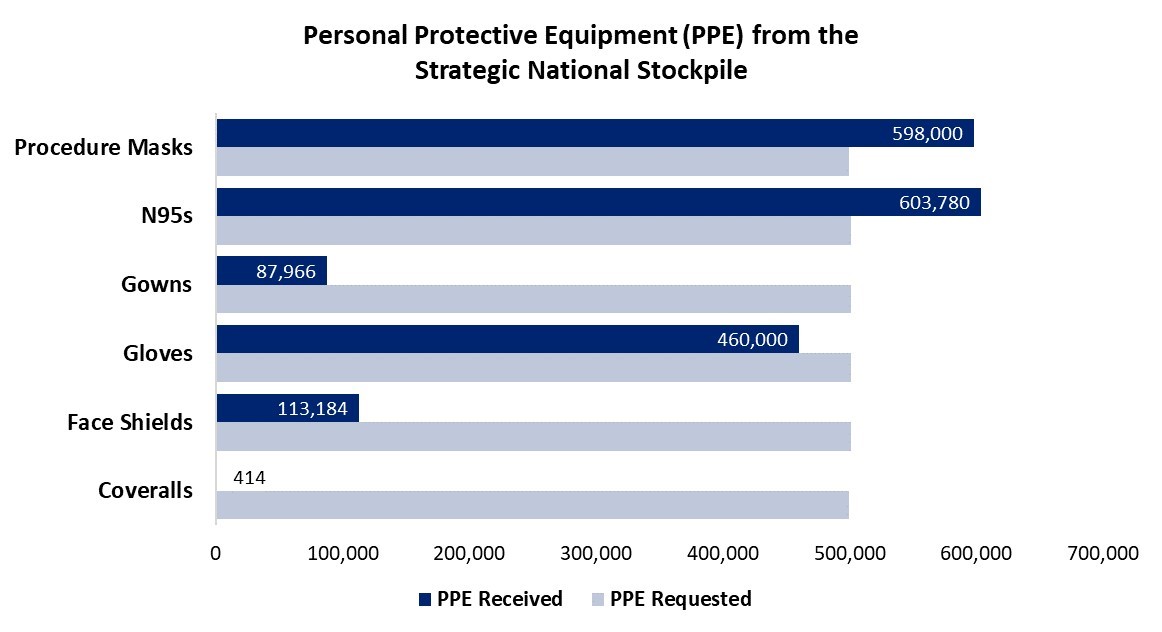 Personal Protective Equipment (PPE) from the
Strategic National Stockpile
Procedure Masks
598,000
N95s
603,780
Gowns
87,966
Gloves
460,000
Face Shields
113,184
Coveralls
414
0 100,000 200,000 300,000 400,000 500,000 600,000 700,000
PPE Received PPE Requested